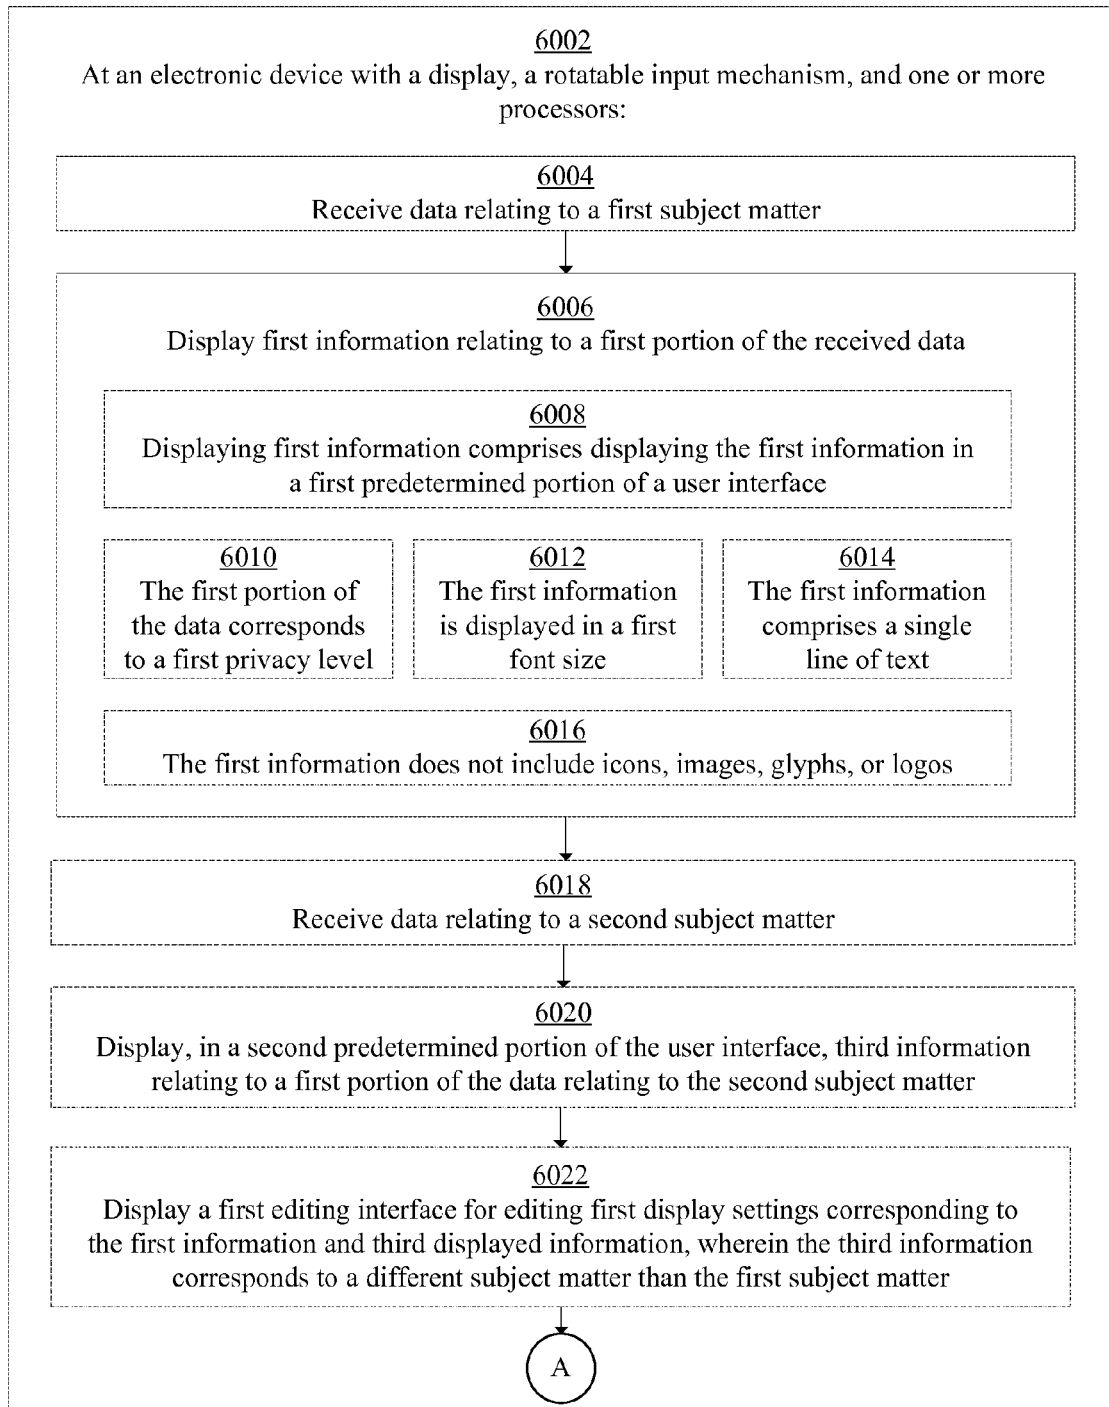 6002
At an electronic device with a display, a rotatable input mechanism, and one or more
processors:
6004
Receive data relating to a first subject matter
6006
Display first information relating to a first portion of the received data
6008
Displaying first information comprises displaying the first information in
a first predetermined portion of a user interface
6010
The first portion of
the data corresponds
to a first privacy level
6012
The first information
is displayed in a first
font size
6014
The first information
comprises a single
line of text
6016
The first information does not include icons, images, glyphs, or logos
6018
Receive data relating to a second subject matter
6020
Display, in a second predetermined portion of the user interface, third information
relating to a first portion of the data relating to the second subject matter
6022
Display a first editing interface for editing first display settings corresponding to
the first information and third displayed information, wherein the third information
corresponds to a different subject matter than the first subject matter
A